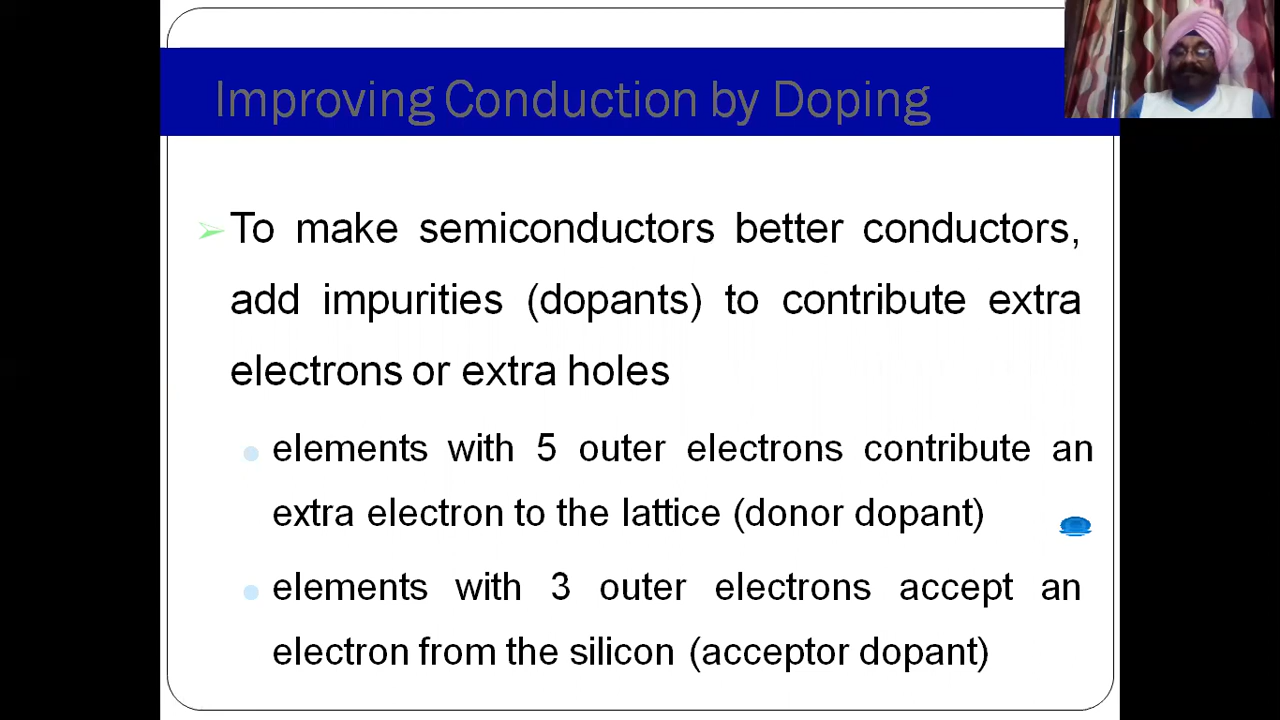 Improving Conduction by Doping
To make semiconductors better conductors,
add impurities (dopants) to contribute extra
electrons or extra holes
elements with 5 outer electrons contribute an
extra electron to the lattice (donor dopant)
elements with 3 outer electrons accept an
electron from the silicon (acceptor dopant)